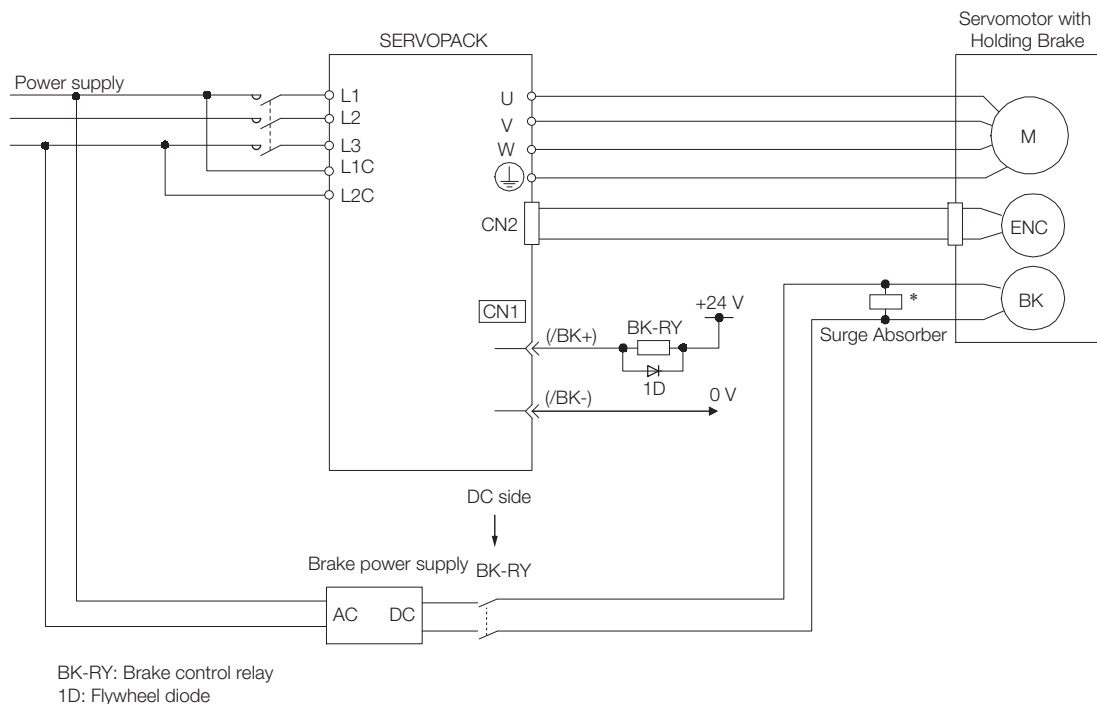 Servomotor with
Holding Brake
SERVOPACK
Power supply
L1
L2
L3
L1C
L2C
U
V
W
M
CN2
ENC
CN1
BK
*
Surge Absorber
+24 V
(/BK+)
BK-RY
1D
(/BK-)
0 V
DC side
Brake power supply
BK-RY
AC
DC
BK-RY: Brake control relay
1D: Flywheel diode